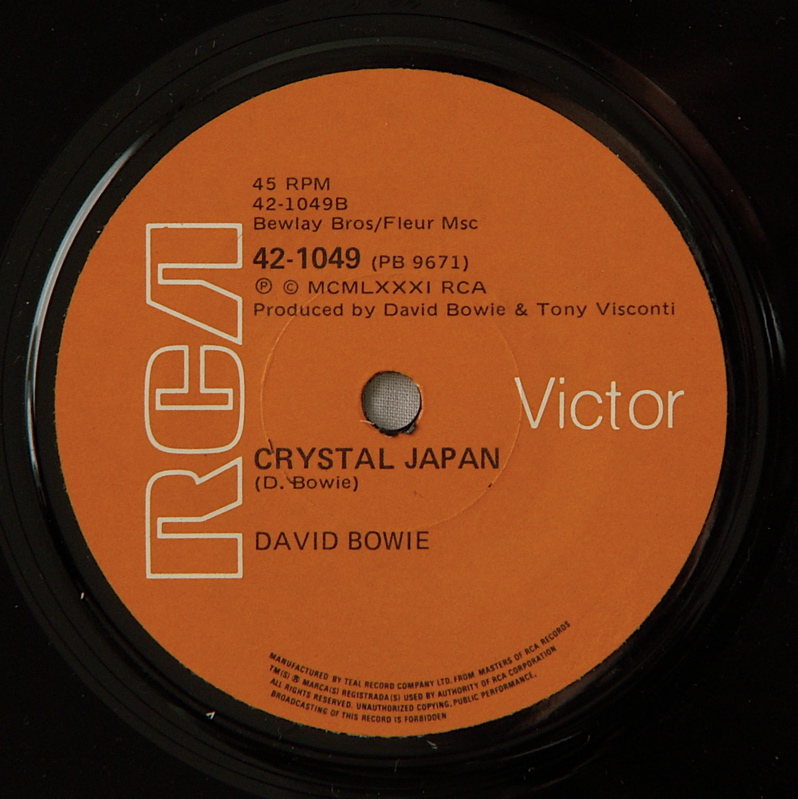 45 RPM
42-1049B
Bewlay Bros/Fleur Msc
42-1049 (PB 9671)
℗ © MCMLXXXI RCA
Produced by David Bowie & Tony Visconti
RCA
Victor
CRYSTAL JAPAN
(D. Bowie)
DAVID BOWIE
MANUFACTURED BY TEAL RECORD COMPANY LTD. FROM MASTERS OF RCA RECORDS
TM(S) ® MARCA(S) REGISTRADA(S) USED BY AUTHORITY OF RCA CORPORATION
ALL RIGHTS RESERVED. UNAUTHORIZED COPYING, PUBLIC PERFORMANCE,
BROADCASTING OF THIS RECORD IS FORBIDDEN